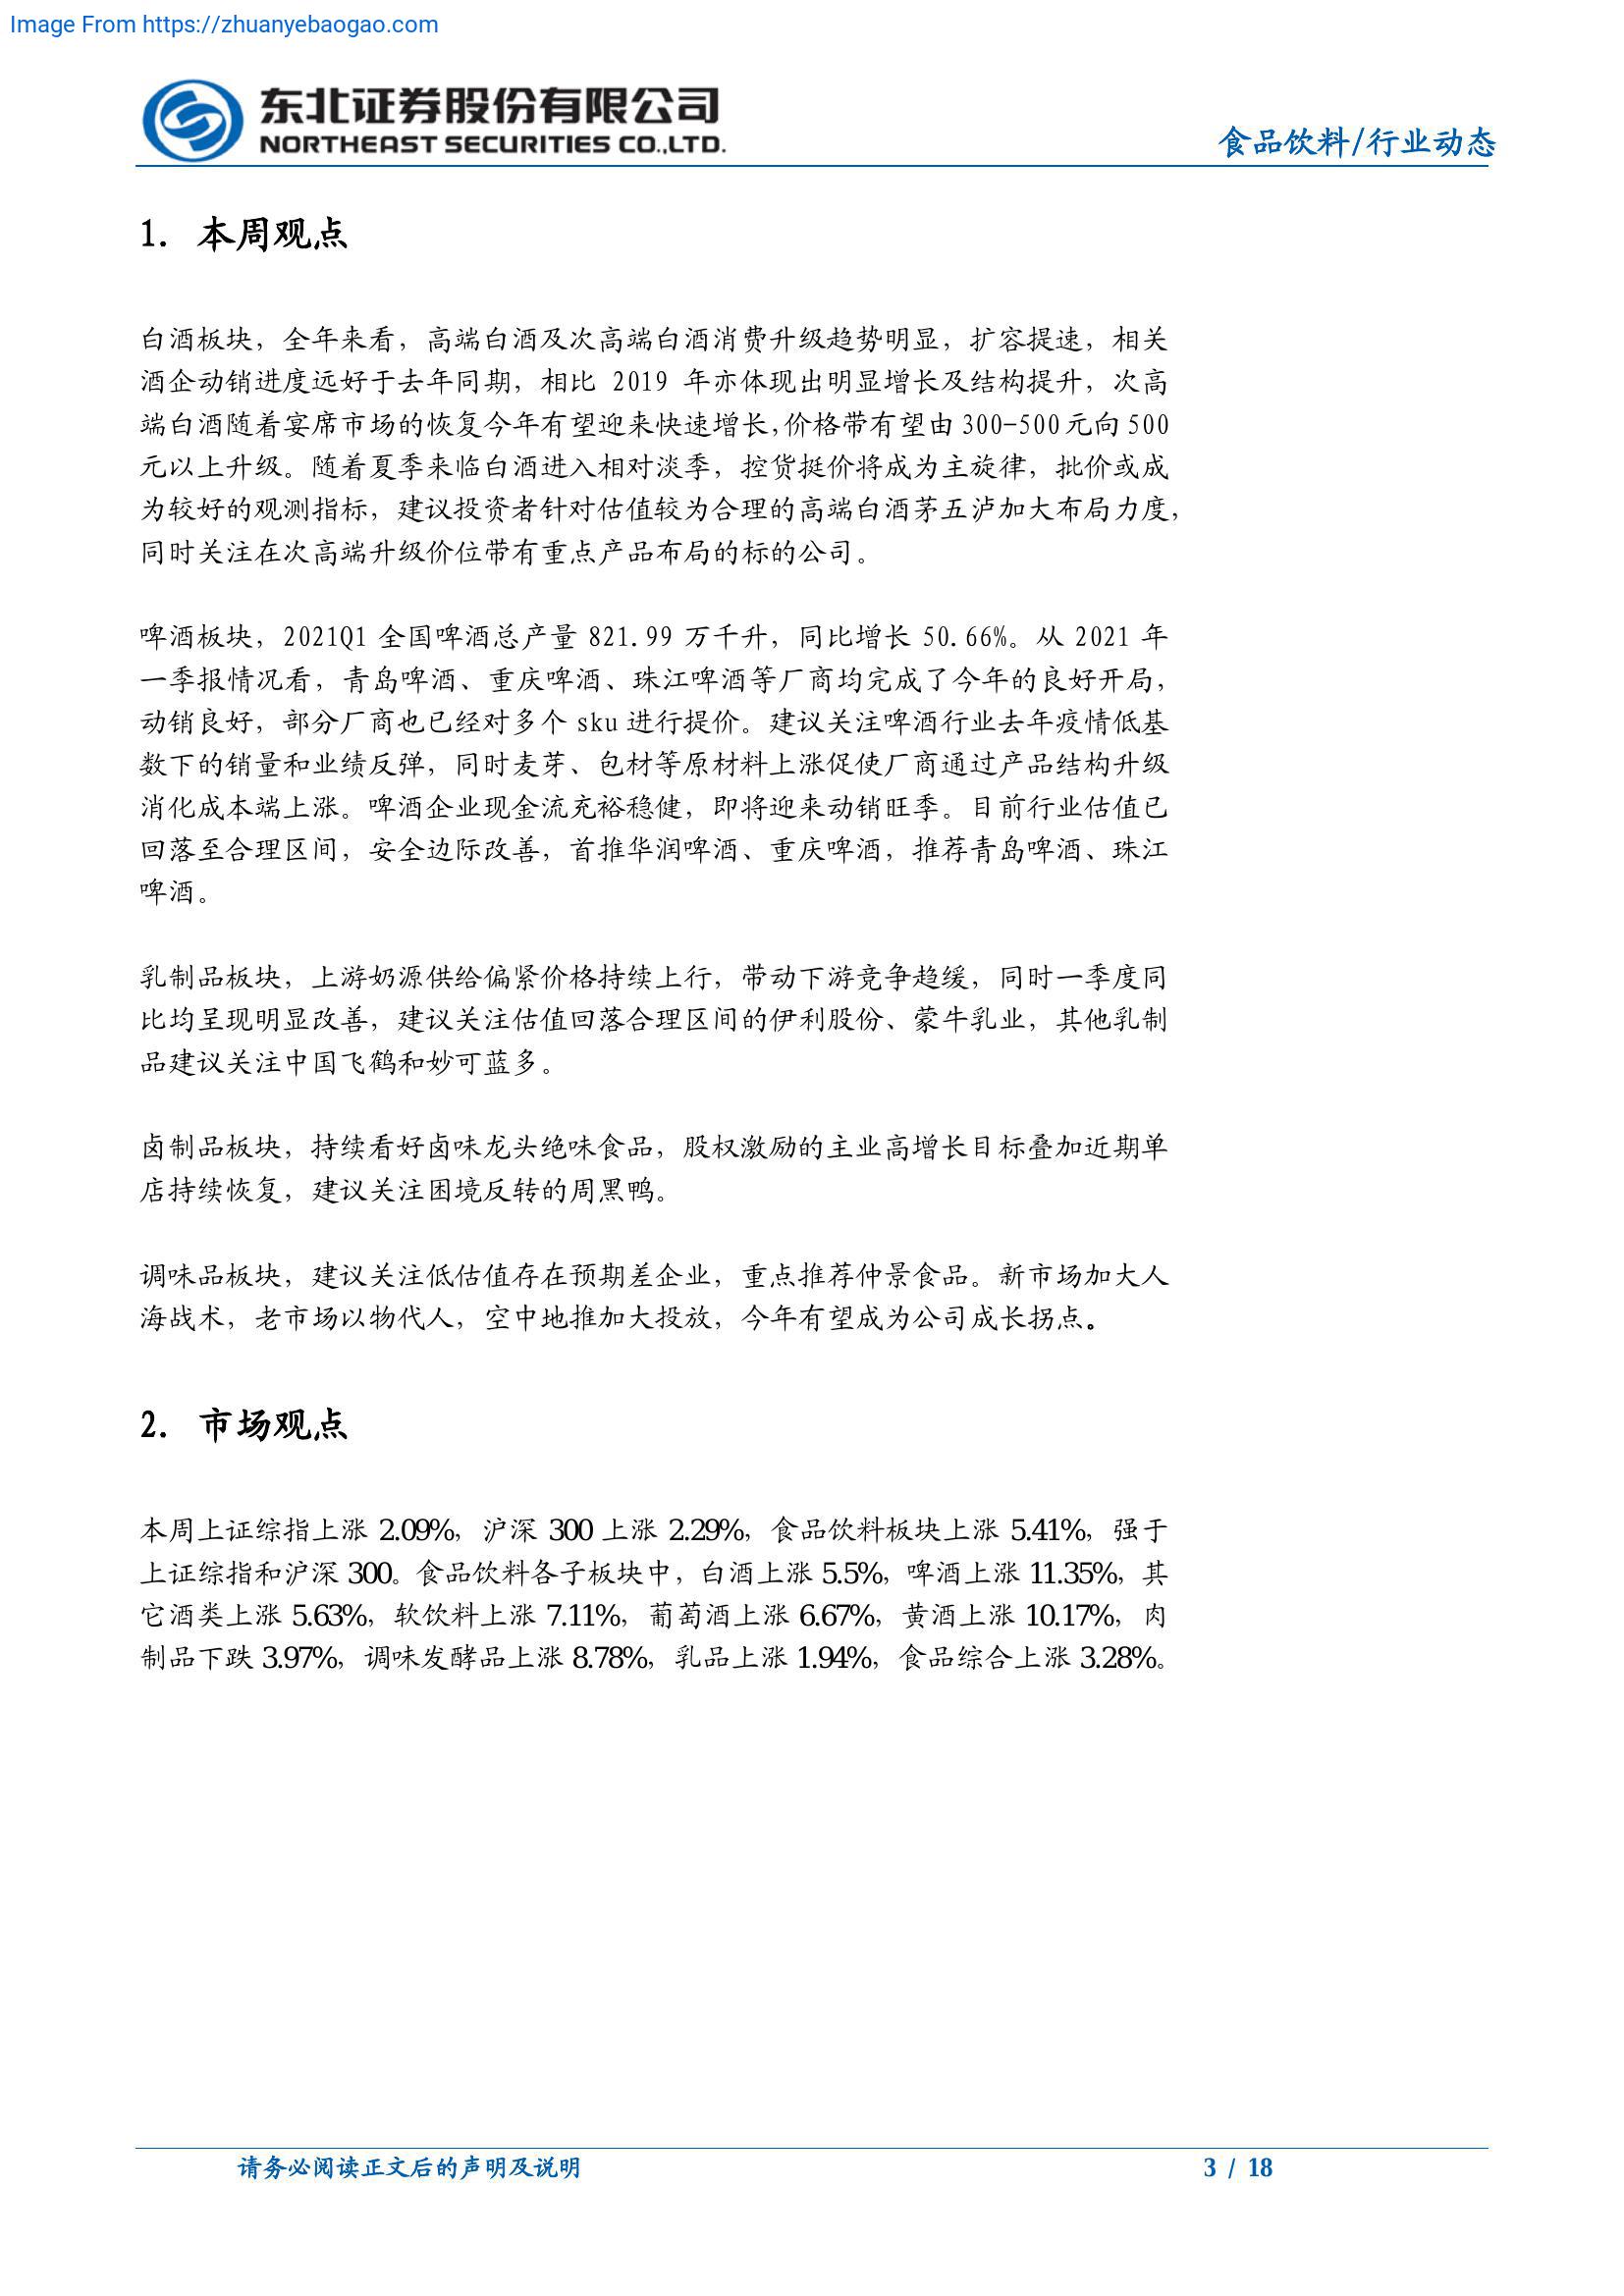 Image From https://zhuanyebaogao.com
东北证券股份有限公司
NORTHEAST SECURITIES CO.,LTD.
食品饮料/行业动态
1. 本周观点
白酒板块，全年来看，高端白酒及次高端白酒消费升级趋势明显，扩容提速，相关
酒企动销进度远好于去年同期，相比 2019 年亦体现出明显增长及结构提升，次高
端白酒随着宴席市场的恢复今年有望迎来快速增长，价格带有望由 300-500 元向 500
元以上升级。随着夏季来临白酒进入相对淡季，控货挺价将成为主旋律，批价或成
为较好的观测指标，建议投资者针对估值较为合理的高端白酒茅五泸加大布局力度，
同时关注在次高端升级价位带有重点产品布局的标的公司。
啤酒板块，2021Q1 全国啤酒总产量 821.99 万千升，同比增长 50.66%。从 2021 年
一季报情况看，青岛啤酒、重庆啤酒、珠江啤酒等厂商均完成了今年的良好开局，
动销良好，部分厂商也已经对多个 sku 进行提价。建议关注啤酒行业去年疫情低基
数下的销量和业绩反弹，同时麦芽、包材等原材料上涨促使厂商通过产品结构升级
消化成本端上涨。啤酒企业现金流充裕稳健，即将迎来动销旺季。目前行业估值已
回落至合理区间，安全边际改善，首推华润啤酒、重庆啤酒，推荐青岛啤酒、珠江
啤酒。
乳制品板块，上游奶源供给偏紧价格持续上行，带动下游竞争趋缓，同时一季度同
比均呈现明显改善，建议关注估值回落合理区间的伊利股份、蒙牛乳业，其他乳制
品建议关注中国飞鹤和妙可蓝多。
卤制品板块，持续看好卤味龙头绝味食品，股权激励的主业高增长目标叠加近期单
店持续恢复，建议关注困境反转的周黑鸭。
调味品板块，建议关注低估值存在预期差企业，重点推荐仲景食品。新市场加大人
海战术，老市场以物代人，空中地推加大投放，今年有望成为公司成长拐点。
2. 市场观点
本周上证综指上涨 2.09%，沪深 300 上涨 2.29%，食品饮料板块上涨 5.41%，强于
上证综指和沪深 300。食品饮料各子板块中，白酒上涨 5.5%，啤酒上涨 11.35%，其
它酒类上涨 5.63%，软饮料上涨 7.11%，葡萄酒上涨 6.67%，黄酒上涨 10.17%，肉
制品下跌 3.97%，调味发酵品上涨 8.78%，乳品上涨 1.94%，食品综合上涨 3.28%。
请务必阅读正文后的声明及说明
3 / 18